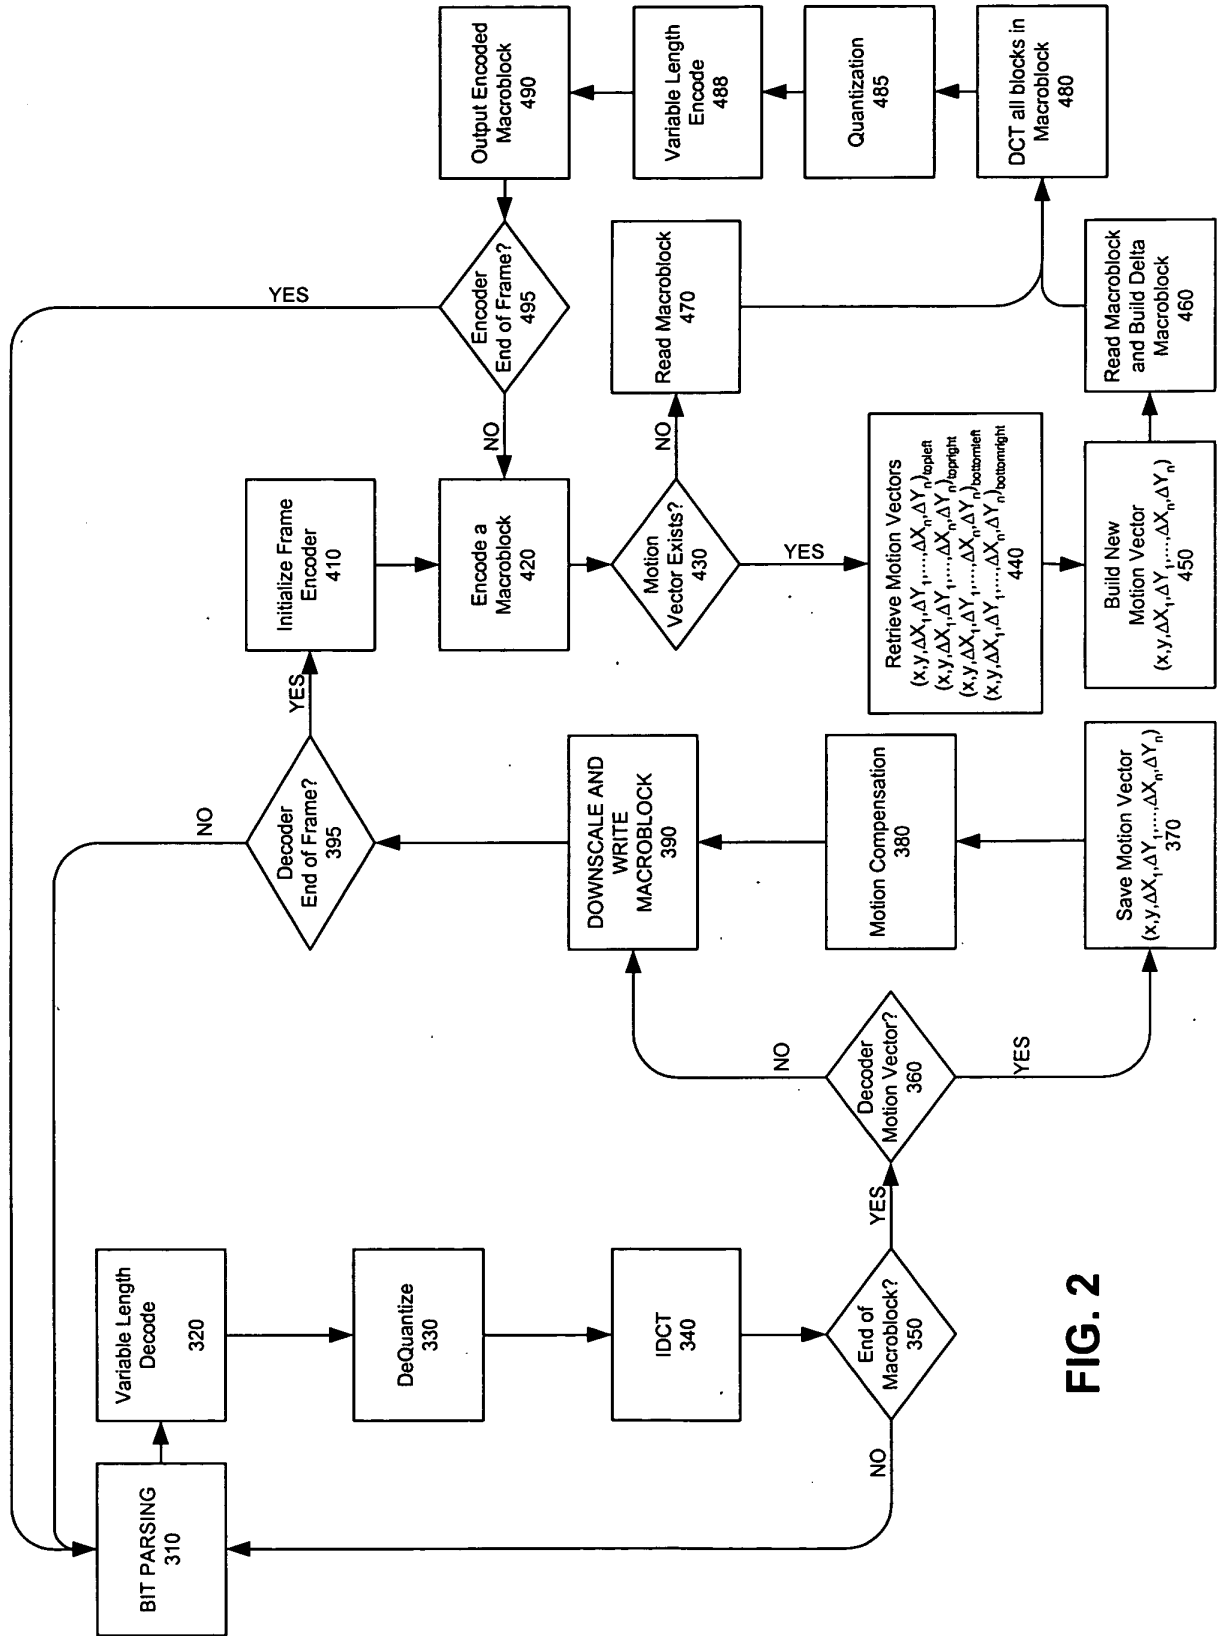 BIT PARSING
310
Variable Length
Decode
320
DeQuantize
330
IDCT
340
End of
Macroblock?
350
NO
YES
Decoder
Motion Vector?
360
NO
YES
Save Motion Vector
(x,y,ΔX₁,ΔY₁,...,ΔXₙ,ΔYₙ)
370
Motion Compensation
380
DOWNSCALE AND
WRITE
MACROBLOCK
390
Decoder
End of Frame?
395
NO
YES
Initialize Frame
Encoder
410
Encode a
Macroblock
420
Motion
Vector Exists?
430
NO
YES
Retrieve Motion Vectors
(x,y,ΔX₁,ΔY₁,...,ΔXₙ,ΔYₙ)topleft
(x,y,ΔX₁,ΔY₁,...,ΔXₙ,ΔYₙ)topright
(x,y,ΔX₁,ΔY₁,...,ΔXₙ,ΔYₙ)bottomleft
(x,y,ΔX₁,ΔY₁,...,ΔXₙ,ΔYₙ)bottomright
440
Build New
Motion Vector
(x,y,ΔX₁,ΔY₁,...,ΔXₙ,ΔYₙ)
450
Read Macroblock
and Build Delta
Macroblock
460
Read Macroblock
470
DCT all blocks in
Macroblock
480
Quantization
485
Variable Length
Encode
488
Output Encoded
Macroblock
490
Encoder
End of Frame?
495
YES
NO
FIG. 2